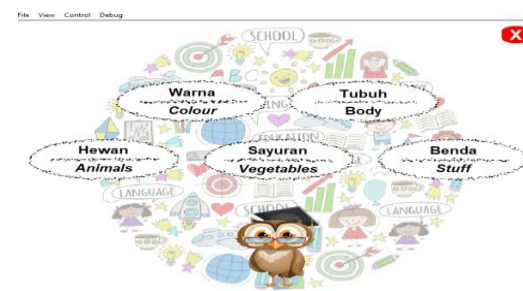 File View Control Debug
SCHOOL
X
Warna
Colour
Tubuh
Body
EDUCATION
Hewan
Animals
Sayuran
Vegetables
Benda
Stuff
LANGUAGE
SCHOOL
LANGUAGE